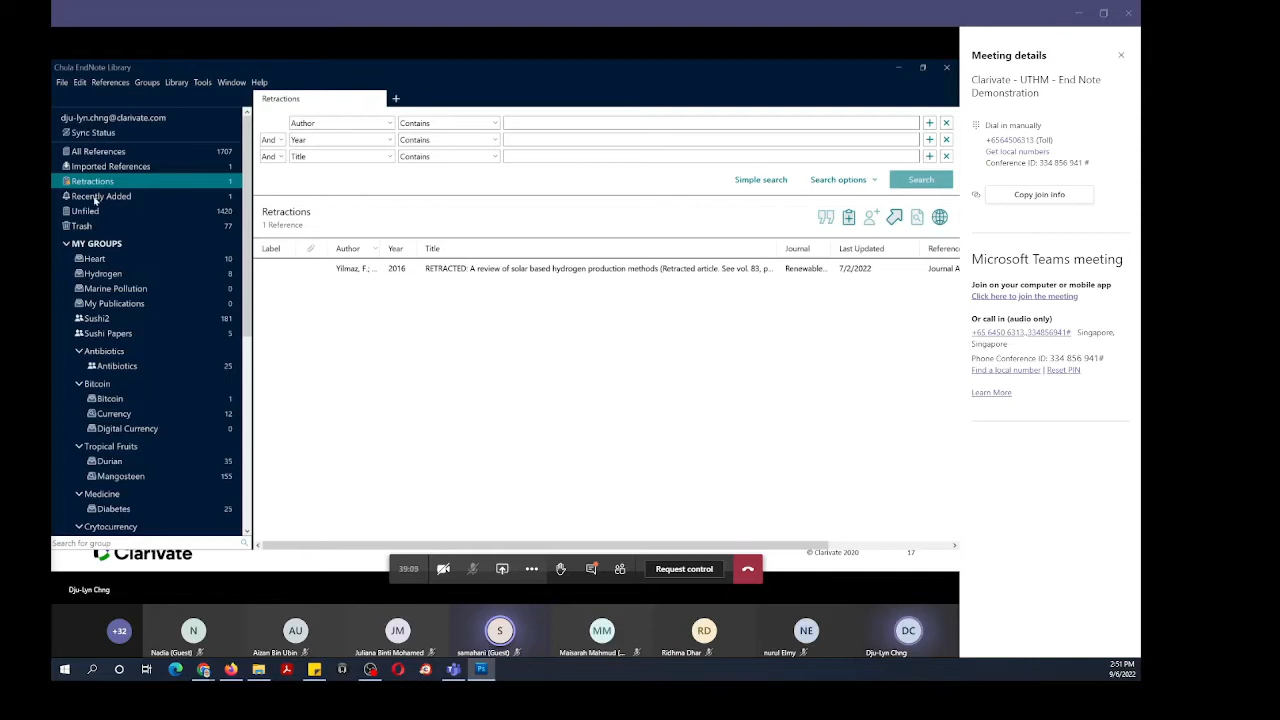 Chula EndNote Library
File Edit References Groups Library Tools Window Help
dju-lyn.chng@clarivate.com
Sync Status
All References 1707
Imported References 1
Retractions 1
Recently Added 1
Unfiled 1420
Trash 77
MY GROUPS
Heart 10
Hydrogen 8
Marine Pollution 0
My Publications 0
Sushi2 181
Sushi Papers 5
Antibiotics
Antibiotics 25
Bitcoin
Bitcoin 1
Currency 12
Digital Currency 0
Tropical Fruits
Durian 35
Mangosteen 155
Medicine
Diabetes 25
Crytocurrency
Search for group
Retractions
Author Contains
And Year Contains
And Title Contains
Simple search Search options Search
Retractions
1 Reference
Label Author Year Title Journal Last Updated Reference
Yilmaz, F.; ... 2016 RETRACTED: A review of solar based hydrogen production methods (Retracted article. See vol. 83, p... Renewable... 7/2/2022 Journal A
Clarivate
© Clarivate 2020 17
39:09 Request control
Dju-Lyn Chng
+32 N AU JM S MM RD NE DC
Nadia (Guest) Aizan Bin Ubin Juliana Binti Mohamed samahani (Guest) Maisarah Mahmud (... Ridhma Dhar nurul Elmy Dju-Lyn Chng
Meeting details
Clarivate - UTHM - End Note
Demonstration
Dial in manually
+6564506313 (Toll)
Get local numbers
Conference ID: 334 856 941 #
Copy join info
Microsoft Teams meeting
Join on your computer or mobile app
Click here to join the meeting
Or call in (audio only)
+65 6450 6313,,334856941# Singapore,
Singapore
Phone Conference ID: 334 856 941#
Find a local number | Reset PIN
Learn More
2:51 PM
9/6/2022